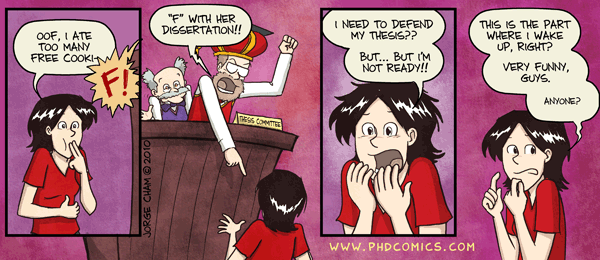 OOF, I ATE
TOO MANY
FREE COOKI-
F!
"F" WITH HER
DISSERTATION!!
THESIS COMMITTEE
JORGE CHAM © 2010
I NEED TO DEFEND
MY THESIS??
BUT... BUT I'M
NOT READY!!
THIS IS THE PART
WHERE I WAKE
UP, RIGHT?
VERY FUNNY,
GUYS.
ANYONE?
WWW.PHDCOMICS.COM